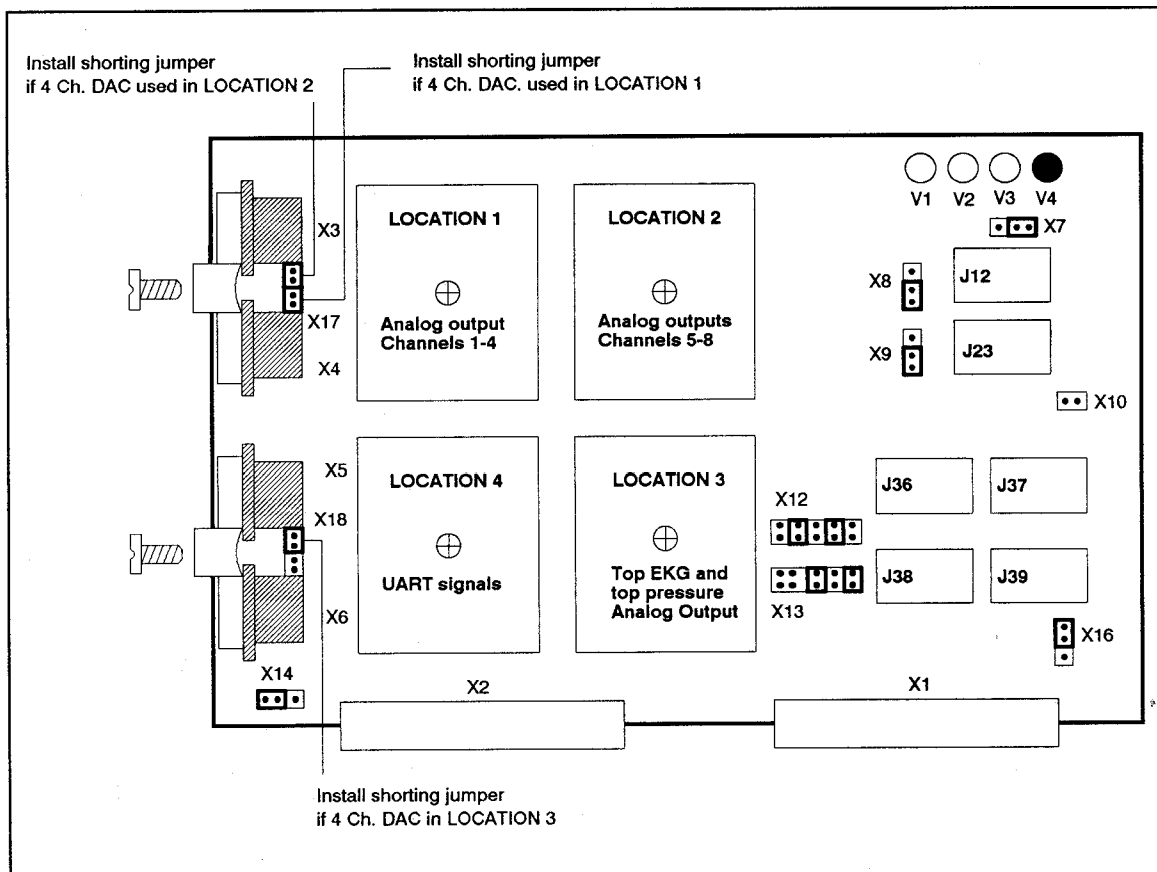 Install shorting jumper
if 4 Ch. DAC used in LOCATION 2
Install shorting jumper
if 4 Ch. DAC. used in LOCATION 1
V1 V2 V3 V4
X7
X3
LOCATION 1
LOCATION 2
X8
J12
X17
Analog output
Channels 1-4
Analog outputs
Channels 5-8
X9
J23
X4
X10
X5
LOCATION 4
LOCATION 3
X12
J36
J37
X18
UART signals
Top EKG and
top pressure
Analog Output
J38
J39
X13
X6
X16
X14
X2
X1
Install shorting jumper
if 4 Ch. DAC in LOCATION 3